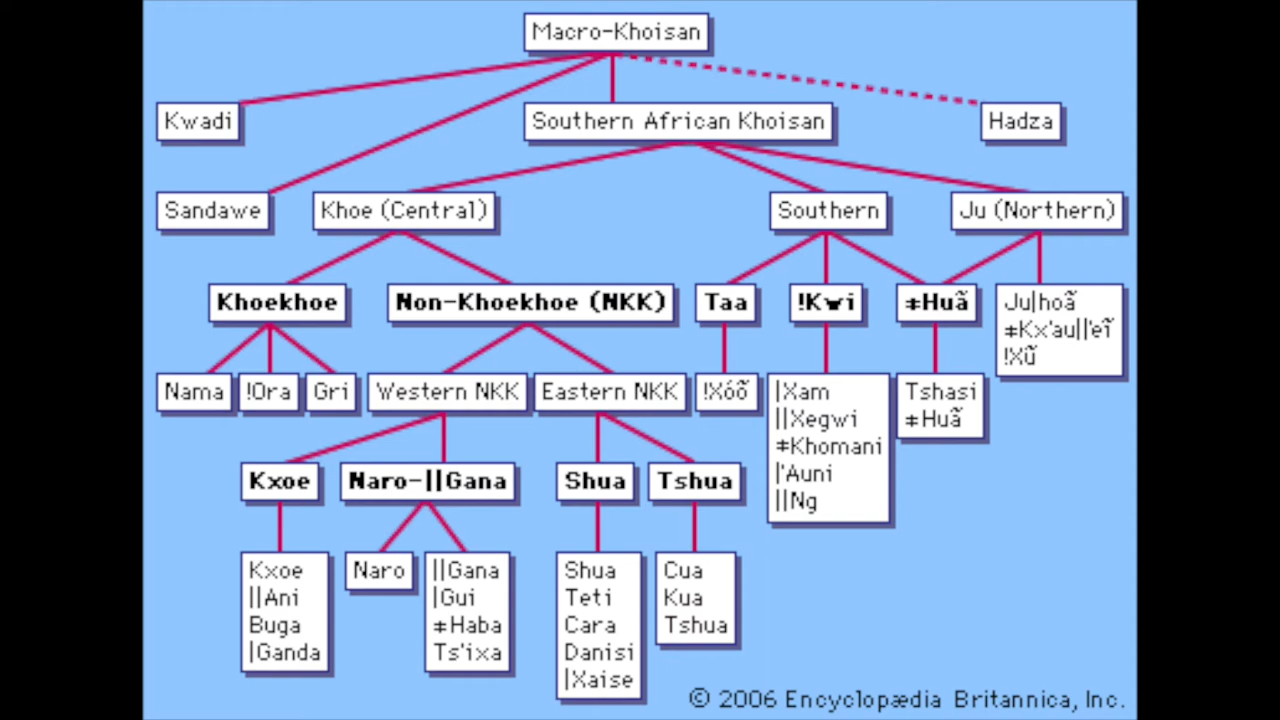 Macro-Khoisan
Kwadi
Southern African Khoisan
Hadza
Sandawe
Khoe (Central)
Southern
Ju (Northern)
Khoekhoe
Non-Khoekhoe (NKK)
Taa
!Kwi
ǂHuã
Ju|hoã
ǂKx'au||'eĩ
!Xũ
Nama
!Ora
Gri
Western NKK
Eastern NKK
!Xóõ
|Xam
||Xegwi
ǂKhomani
|'Auni
||Ng
Tshasi
ǂHuã
Kxoe
Naro-||Gana
Shua
Tshua
Kxoe
||Ani
Buga
|Ganda
Naro
||Gana
|Gui
ǂHaba
Ts'ixa
Shua
Teti
Cara
Danisi
|Xaise
Cua
Kua
Tshua
© 2006 Encyclopædia Britannica, Inc.